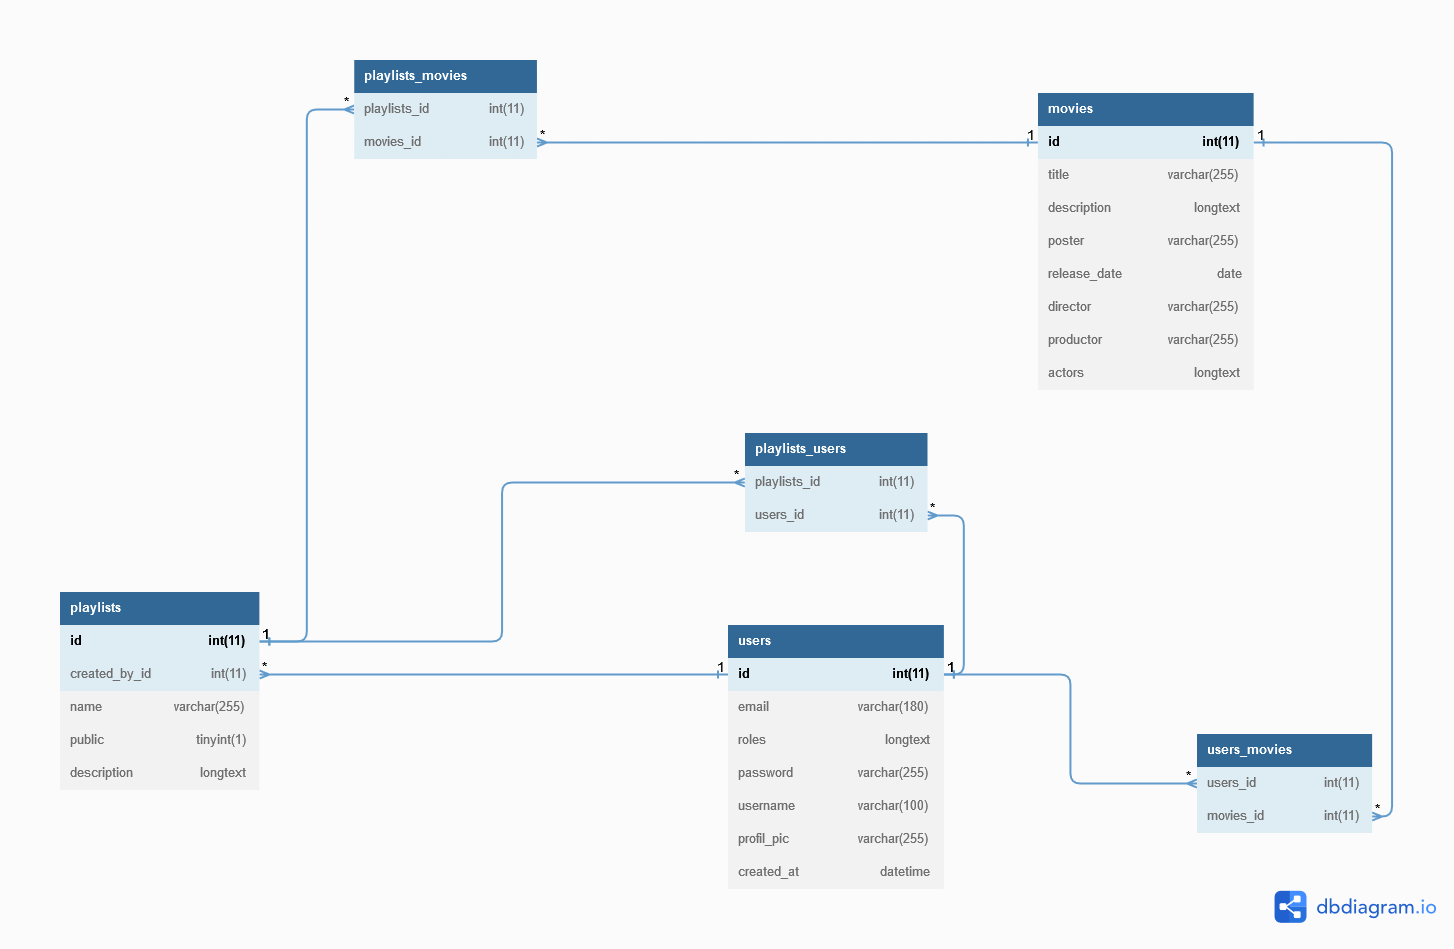 playlists_movies
*
playlists_id int(11)
movies_id int(11)
*
movies
1
id int(11)
1
title varchar(255)
description longtext
poster varchar(255)
release_date date
director varchar(255)
productor varchar(255)
actors longtext
playlists_users
*
playlists_id int(11)
users_id int(11)
*
playlists
id int(11)
1
created_by_id int(11)
*
name varchar(255)
public tinyint(1)
description longtext
users
1
id int(11)
1
email varchar(180)
roles longtext
password varchar(255)
username varchar(100)
profil_pic varchar(255)
created_at datetime
users_movies
*
users_id int(11)
movies_id int(11)
*
dbdiagram.io